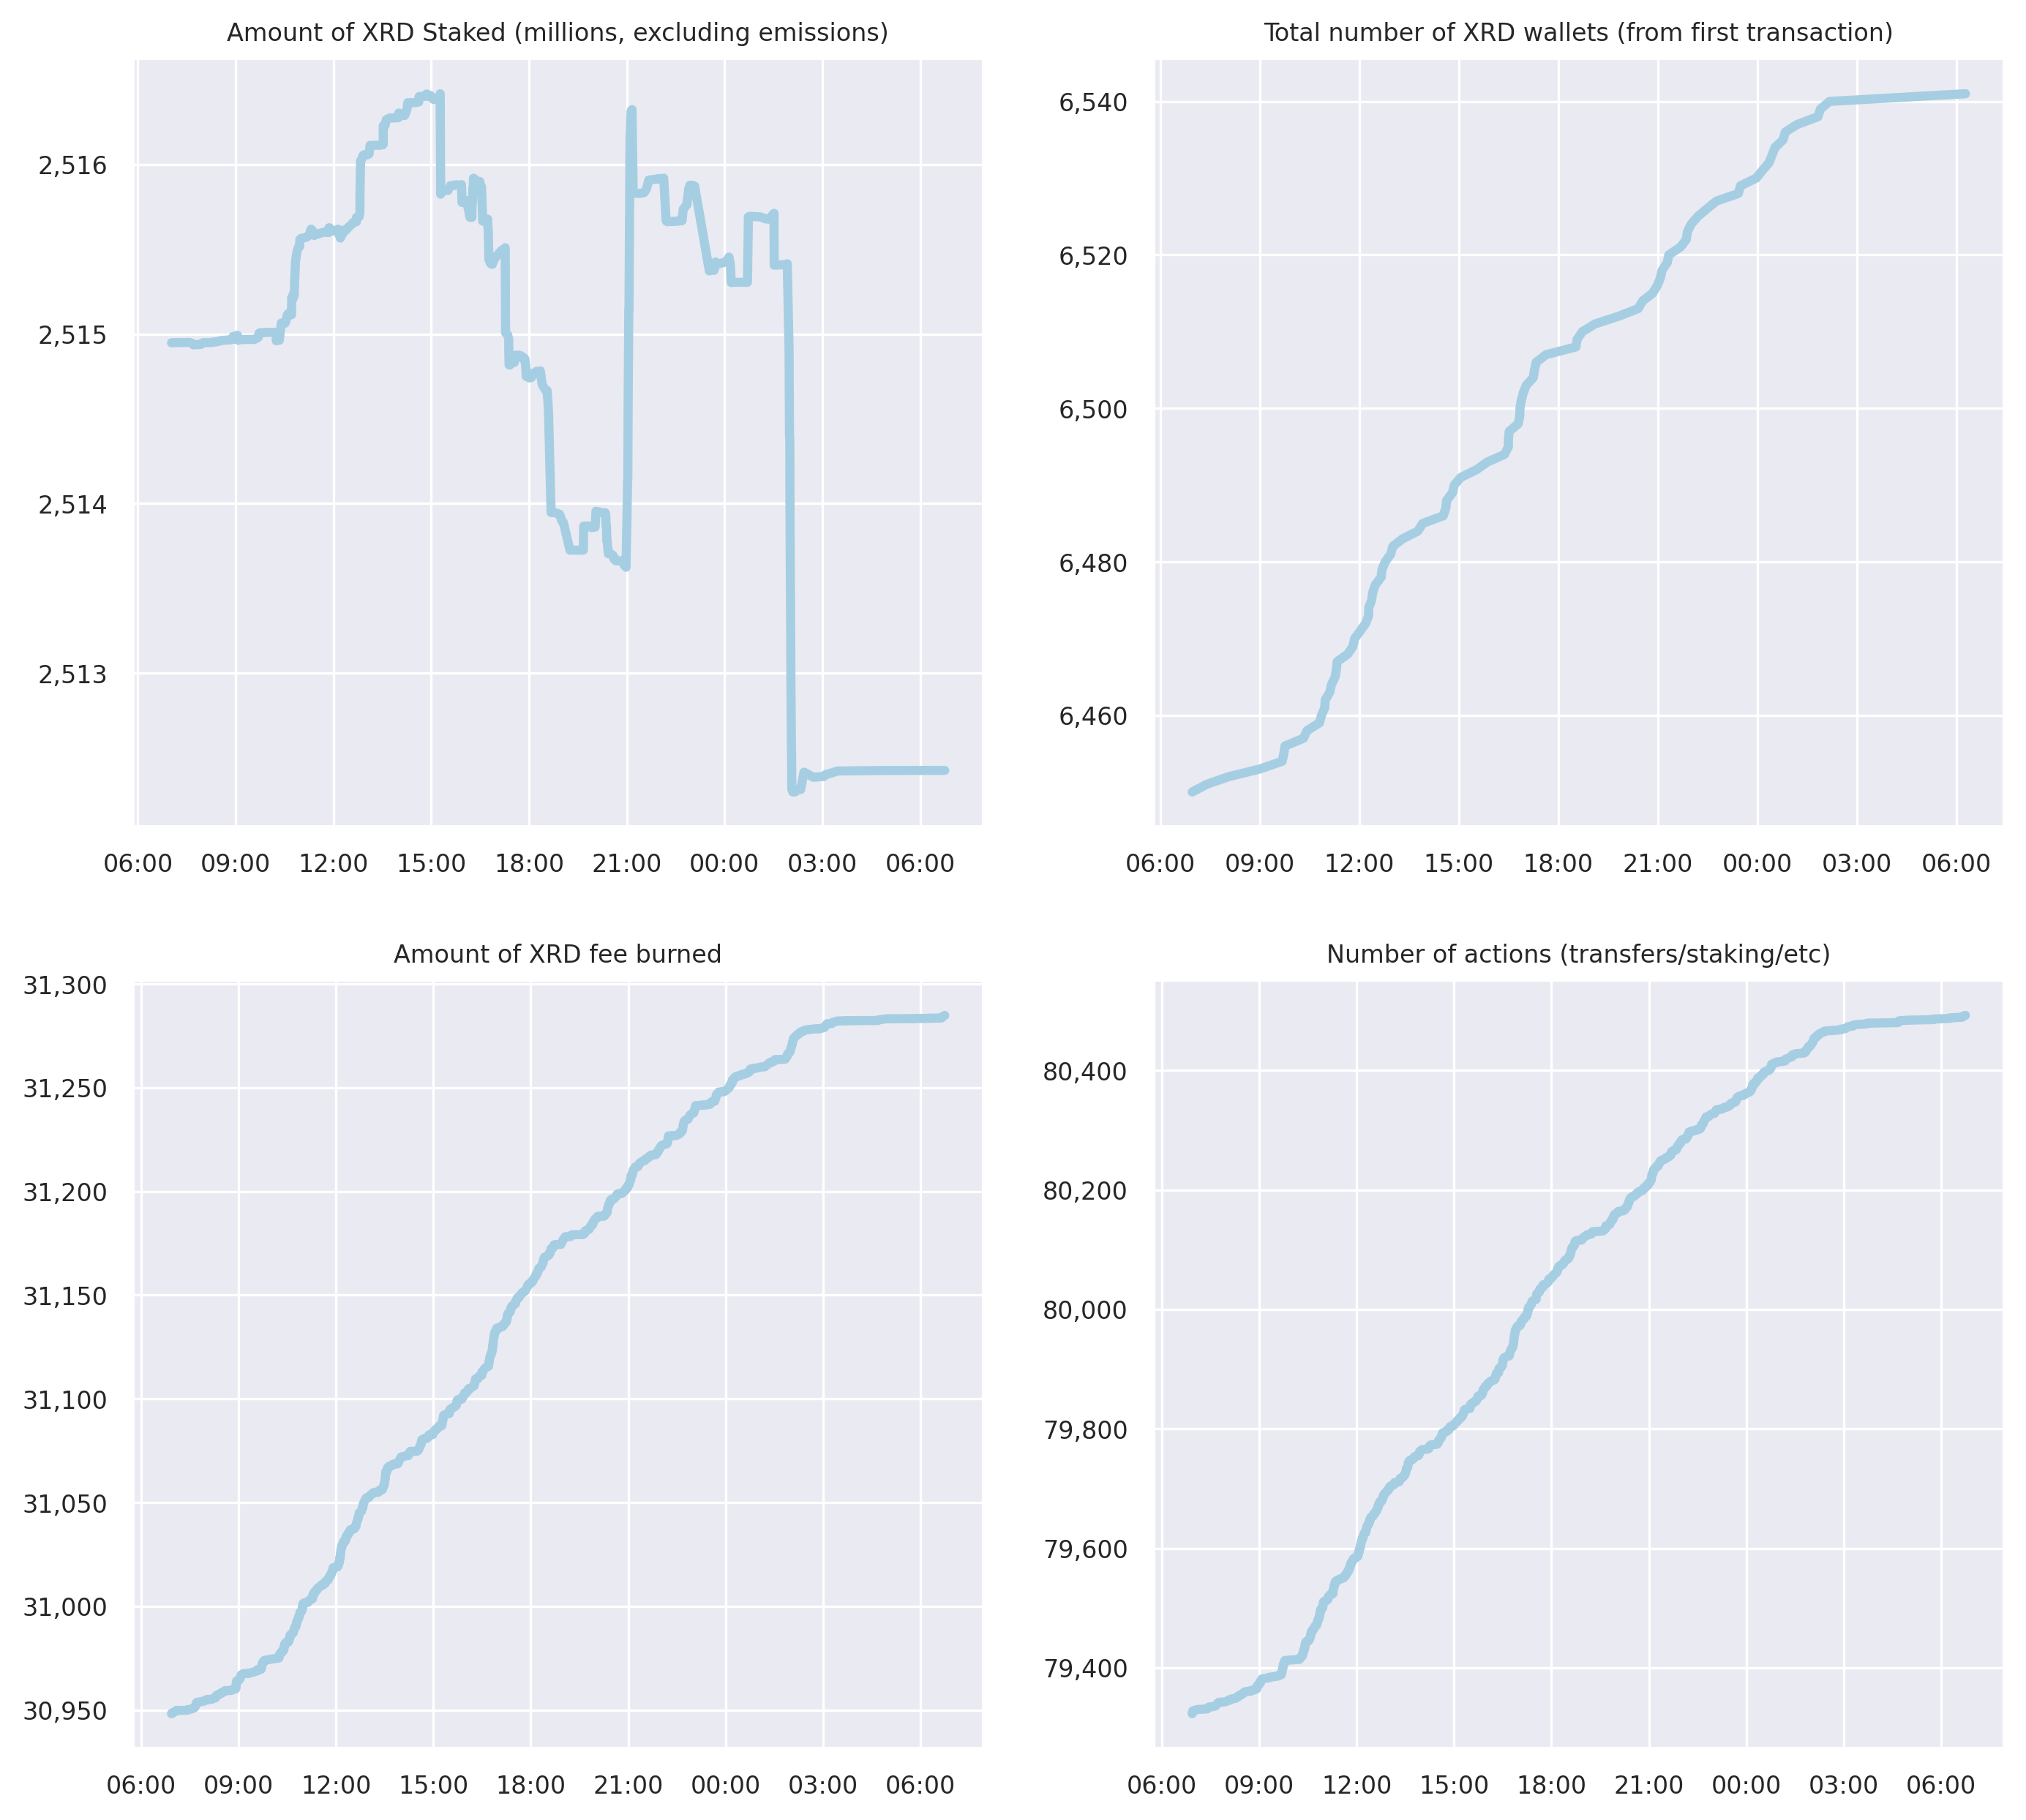 Amount of XRD Staked (millions, excluding emissions)
2,516
2,515
2,514
2,513
06:00 09:00 12:00 15:00 18:00 21:00 00:00 03:00 06:00
Total number of XRD wallets (from first transaction)
6,540
6,520
6,500
6,480
6,460
06:00 09:00 12:00 15:00 18:00 21:00 00:00 03:00 06:00
Amount of XRD fee burned
31,300
31,250
31,200
31,150
31,100
31,050
31,000
30,950
06:00 09:00 12:00 15:00 18:00 21:00 00:00 03:00 06:00
Number of actions (transfers/staking/etc)
80,400
80,200
80,000
79,800
79,600
79,400
06:00 09:00 12:00 15:00 18:00 21:00 00:00 03:00 06:00